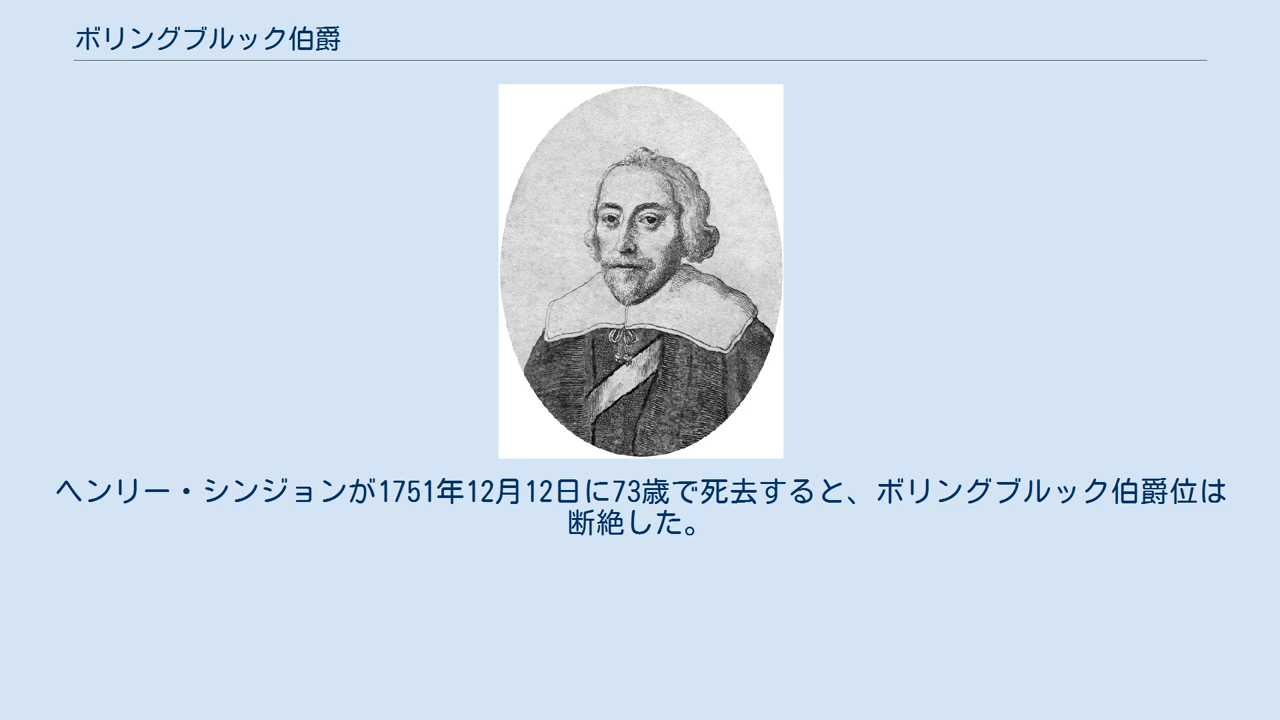 ボリングブルック伯爵
ヘンリー・シンジョンが1751年12月12日に73歳で死去すると、ボリングブルック伯爵位は
断絶した。